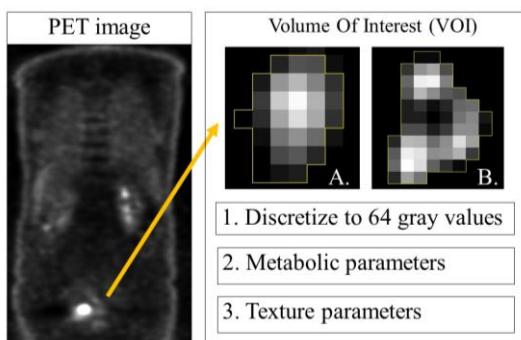 PET image
Volume Of Interest (VOI)
A.
B.
1. Discretize to 64 gray values
2. Metabolic parameters
3. Texture parameters